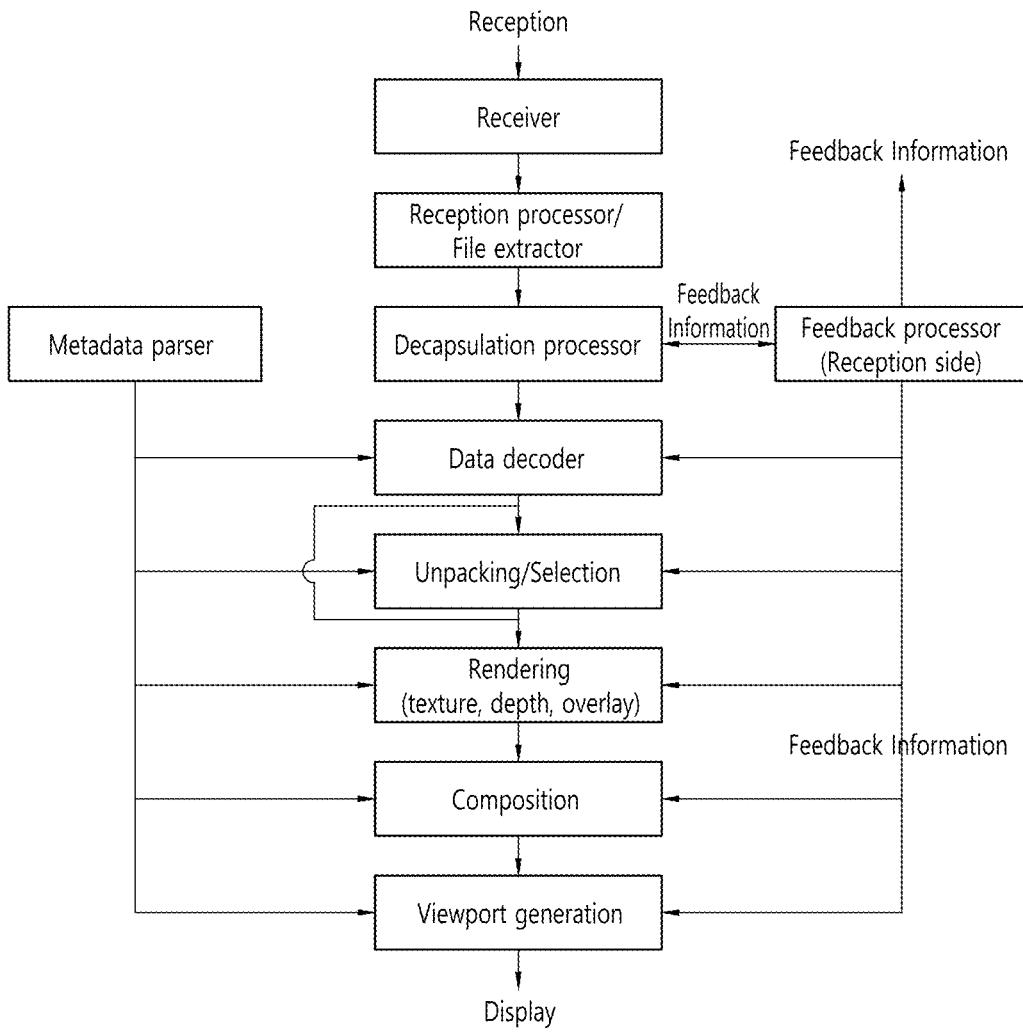 Reception
Receiver
Feedback Information
Reception processor/
File extractor
Feedback
Information
Metadata parser
Decapsulation processor
Feedback processor
(Reception side)
Data decoder
Unpacking/Selection
Rendering
(texture, depth, overlay)
Feedback Information
Composition
Viewport generation
Display